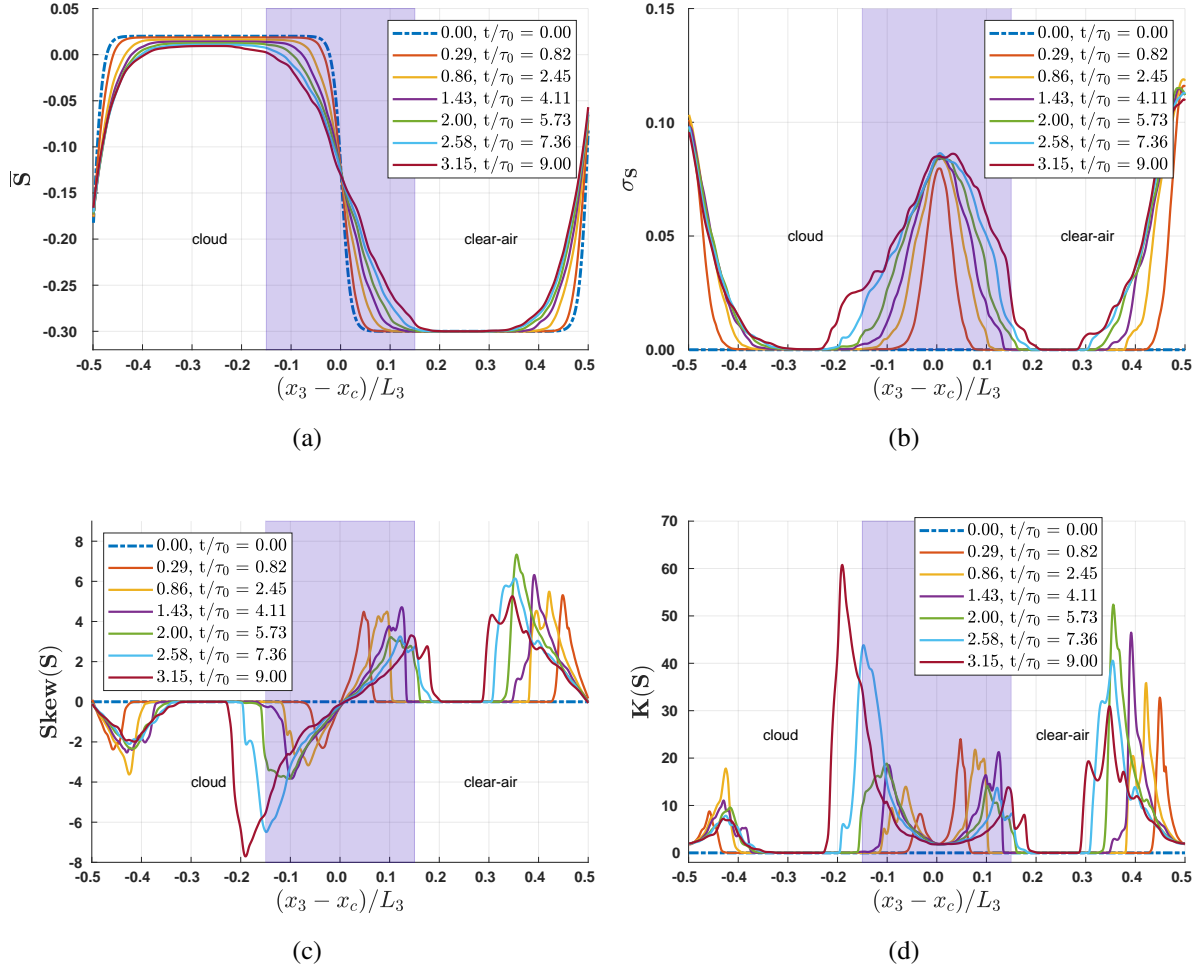 0.05
0.00
-0.05
-0.10
-0.15
-0.20
-0.25
-0.30
S̅
0.00, t/τ₀ = 0.00
0.29, t/τ₀ = 0.82
0.86, t/τ₀ = 2.45
1.43, t/τ₀ = 4.11
2.00, t/τ₀ = 5.73
2.58, t/τ₀ = 7.36
3.15, t/τ₀ = 9.00
cloud
clear-air
-0.5 -0.4 -0.3 -0.2 -0.1 0.0 0.1 0.2 0.3 0.4 0.5
(x₃ − x_c)/L₃
(a)
0.15
0.10
0.05
0.00
σ_S
0.00, t/τ₀ = 0.00
0.29, t/τ₀ = 0.82
0.86, t/τ₀ = 2.45
1.43, t/τ₀ = 4.11
2.00, t/τ₀ = 5.73
2.58, t/τ₀ = 7.36
3.15, t/τ₀ = 9.00
cloud
clear-air
-0.5 -0.4 -0.3 -0.2 -0.1 0.0 0.1 0.2 0.3 0.4 0.5
(x₃ − x_c)/L₃
(b)
8
6
4
2
0
-2
-4
-6
-8
Skew(S)
0.00, t/τ₀ = 0.00
0.29, t/τ₀ = 0.82
0.86, t/τ₀ = 2.45
1.43, t/τ₀ = 4.11
2.00, t/τ₀ = 5.73
2.58, t/τ₀ = 7.36
3.15, t/τ₀ = 9.00
cloud
clear-air
-0.5 -0.4 -0.3 -0.2 -0.1 0.0 0.1 0.2 0.3 0.4 0.5
(x₃ − x_c)/L₃
(c)
70
60
50
40
30
20
10
0
K(S)
0.00, t/τ₀ = 0.00
0.29, t/τ₀ = 0.82
0.86, t/τ₀ = 2.45
1.43, t/τ₀ = 4.11
2.00, t/τ₀ = 5.73
2.58, t/τ₀ = 7.36
3.15, t/τ₀ = 9.00
cloud
clear-air
-0.5 -0.4 -0.3 -0.2 -0.1 0.0 0.1 0.2 0.3 0.4 0.5
(x₃ − x_c)/L₃
(d)